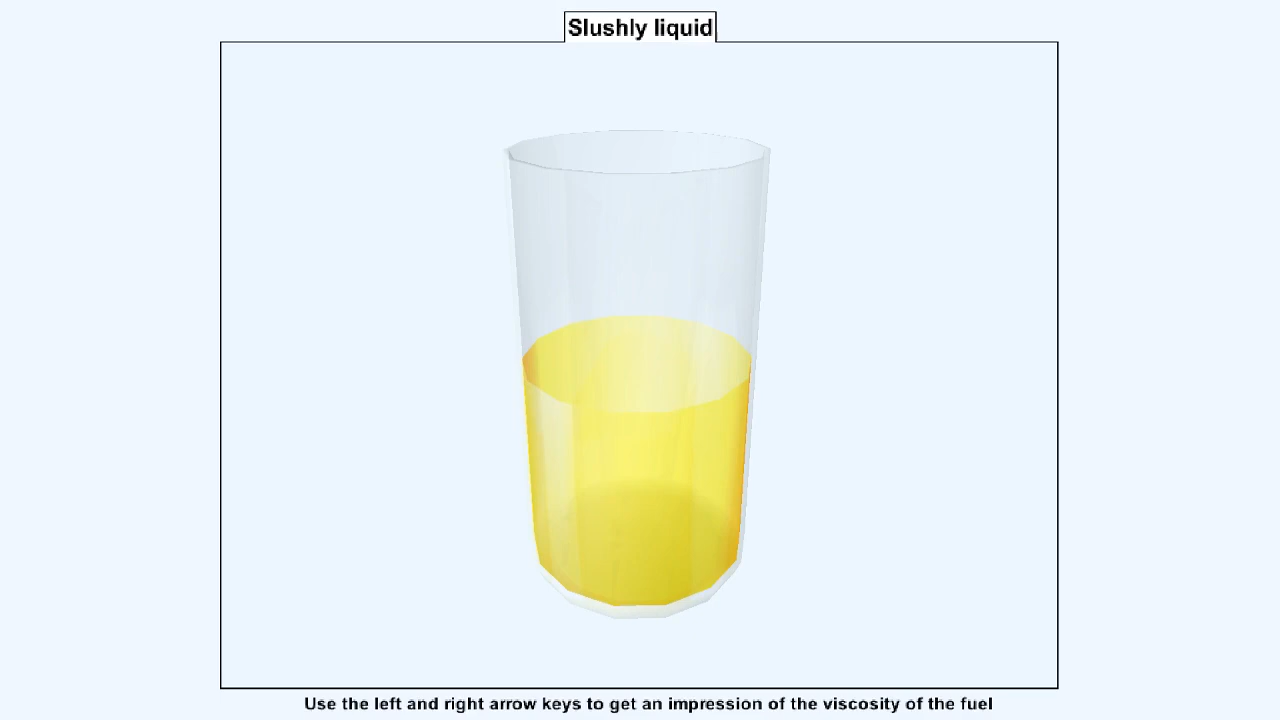 Slushly liquid
Use the left and right arrow keys to get an impression of the viscosity of the fuel